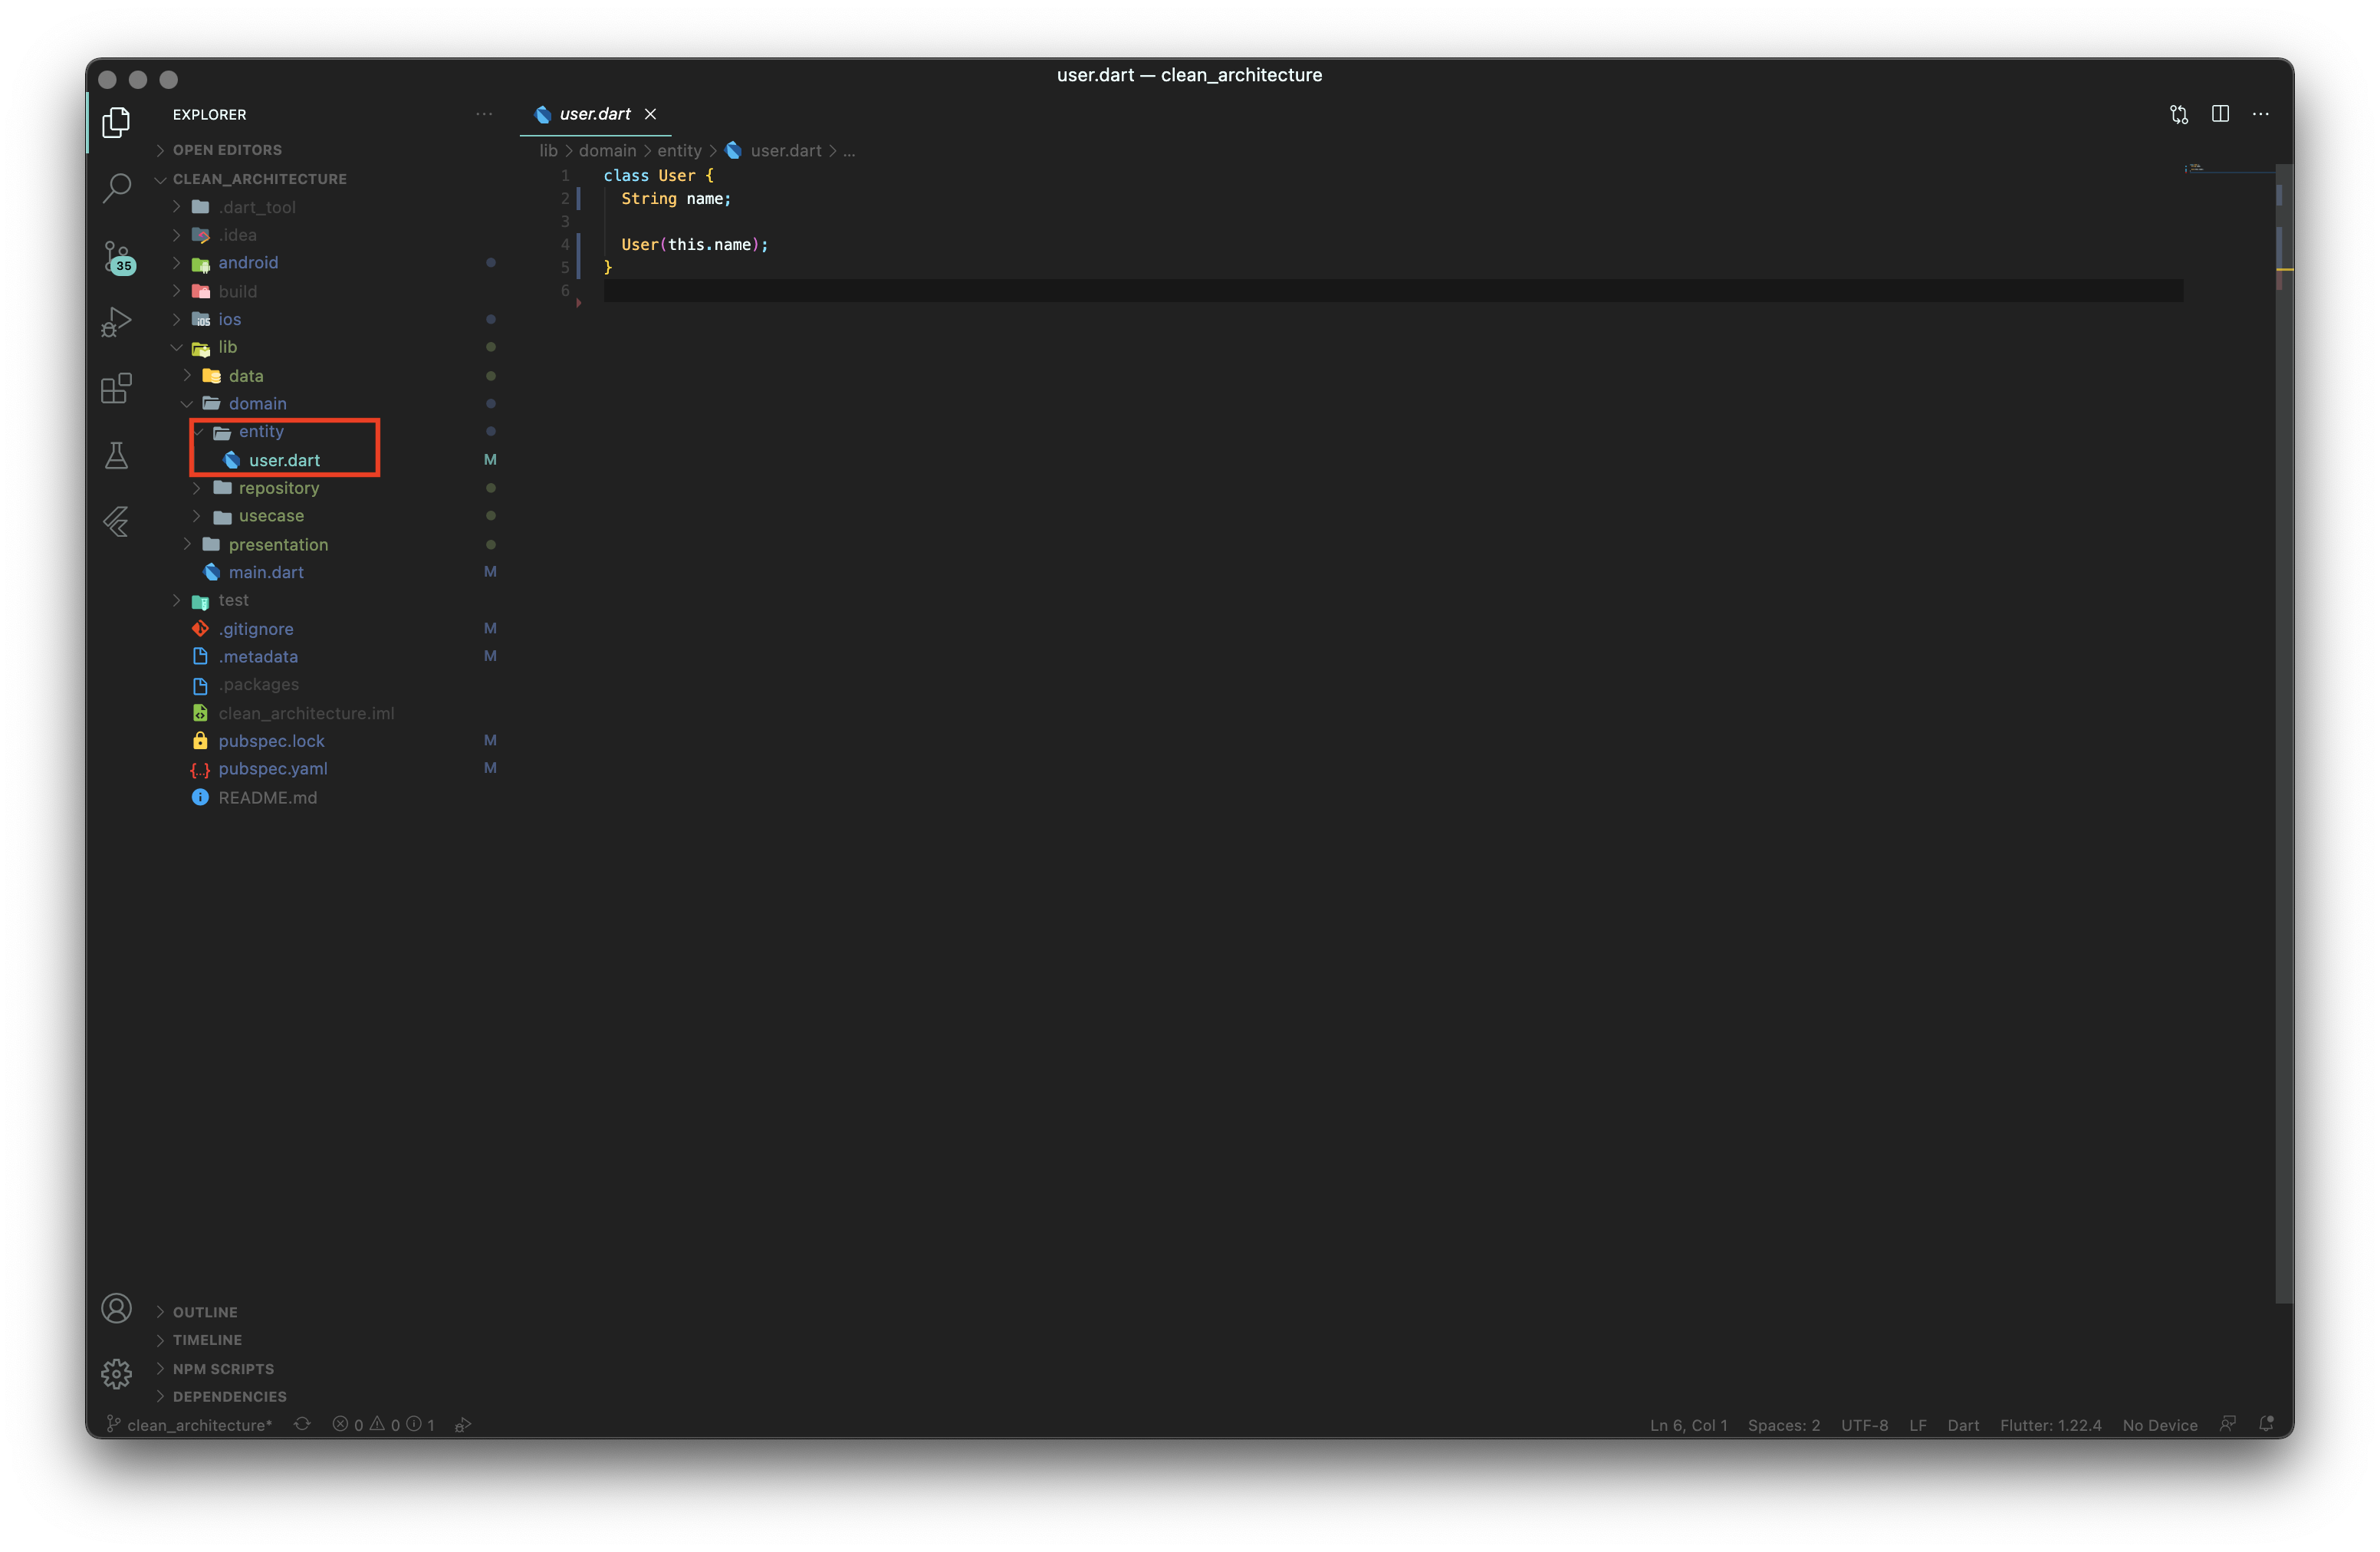 user.dart — clean_architecture
EXPLORER
OPEN EDITORS
CLEAN_ARCHITECTURE
.dart_tool
.idea
android
build
ios
lib
data
domain
entity
user.dart M
repository
usecase
presentation
main.dart M
test
.gitignore M
.metadata M
.packages
clean_architecture.iml
pubspec.lock M
pubspec.yaml M
README.md
OUTLINE
TIMELINE
NPM SCRIPTS
DEPENDENCIES
35
user.dart
lib > domain > entity > user.dart > ...
1 class User {
2 String name;
3
4 User(this.name);
5 }
6
clean_architecture* 0 0 1 Ln 6, Col 1 Spaces: 2 UTF-8 LF Dart Flutter: 1.22.4 No Device